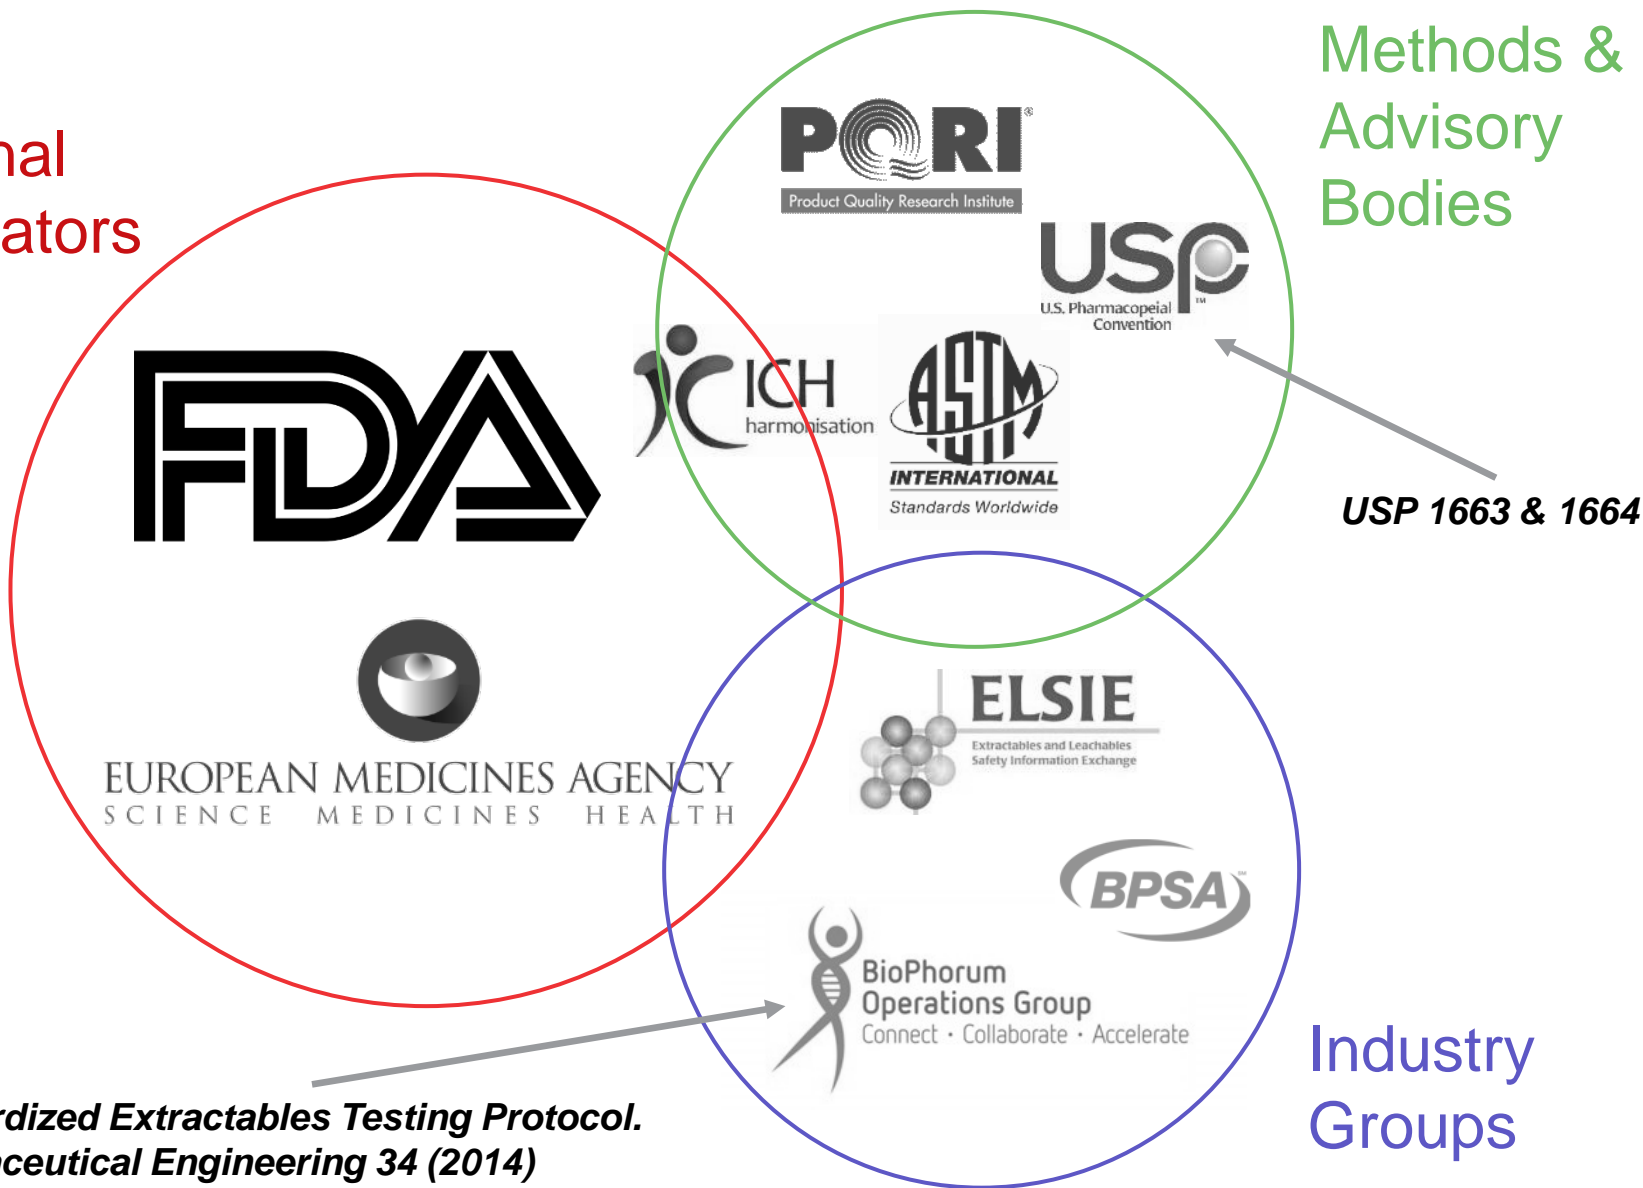 Methods &
Advisory
Bodies
nal
ators
PQRI®
Product Quality Research Institute
USP™
U.S. Pharmacopeial
Convention
FDA
ICH
harmonisation
ASTM
INTERNATIONAL
Standards Worldwide
USP 1663 & 1664
EUROPEAN MEDICINES AGENCY
SCIENCE MEDICINES HEALTH
ELSIE
Extractables and Leachables
Safety Information Exchange
BPSA℠
BioPhorum
Operations Group
Connect · Collaborate · Accelerate
Industry
Groups
rdized Extractables Testing Protocol.
ceutical Engineering 34 (2014)